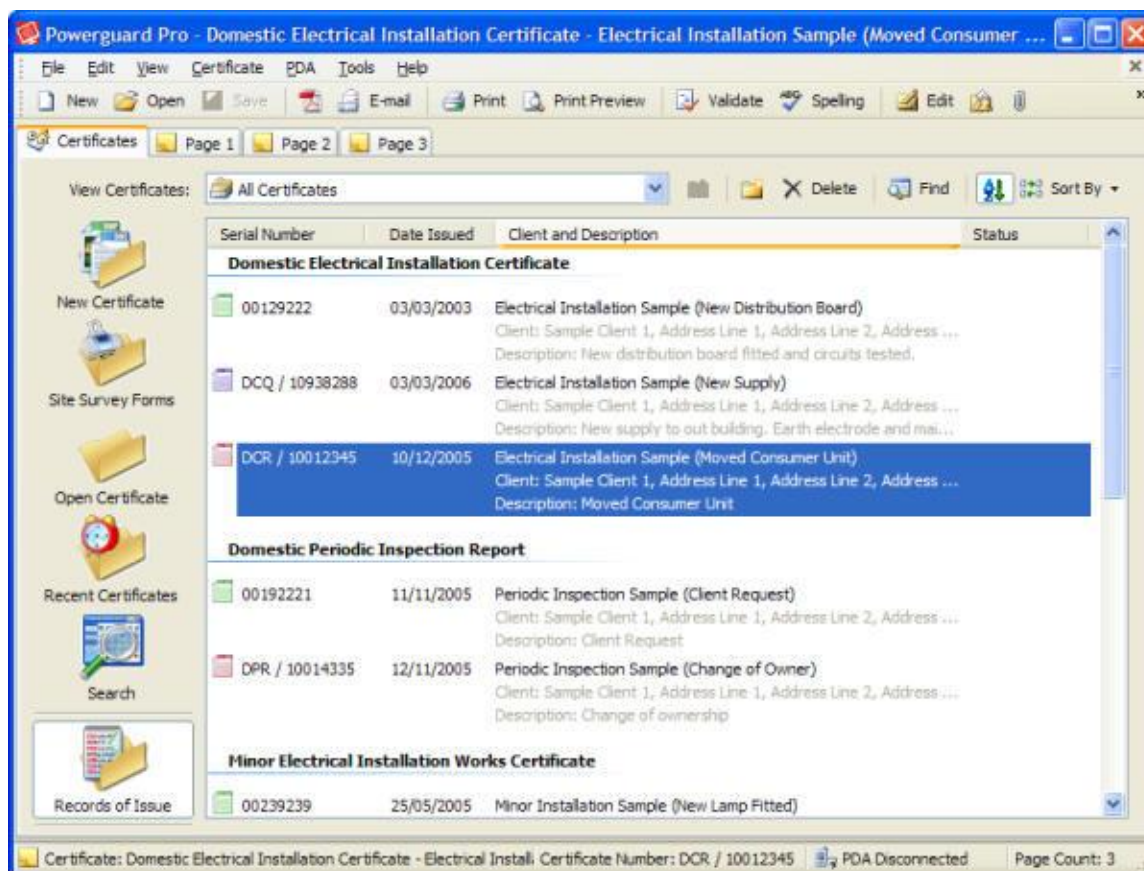 Powerguard Pro - Domestic Electrical Installation Certificate - Electrical Installation Sample (Moved Consumer ...
File Edit View Certificate PDA Tools Help
New Open Save E-mail Print Print Preview Validate Spelling Edit
Certificates Page 1 Page 2 Page 3
View Certificates: All Certificates Delete Find Sort By
Serial Number Date Issued Client and Description Status
Domestic Electrical Installation Certificate
New Certificate
00129222 03/03/2003 Electrical Installation Sample (New Distribution Board)
Client: Sample Client 1, Address Line 1, Address Line 2, Address ...
Description: New distribution board fitted and circuits tested.
Site Survey Forms
DCQ / 10938288 03/03/2006 Electrical Installation Sample (New Supply)
Client: Sample Client 1, Address Line 1, Address Line 2, Address ...
Description: New supply to out building. Earth electrode and mai...
Open Certificate
DCR / 10012345 10/12/2005 Electrical Installation Sample (Moved Consumer Unit)
Client: Sample Client 1, Address Line 1, Address Line 2, Address ...
Description: Moved Consumer Unit
Domestic Periodic Inspection Report
Recent Certificates
00192221 11/11/2005 Periodic Inspection Sample (Client Request)
Client: Sample Client 1, Address Line 1, Address Line 2, Address ...
Description: Client Request
Search
DPR / 10014335 12/11/2005 Periodic Inspection Sample (Change of Owner)
Client: Sample Client 1, Address Line 1, Address Line 2, Address ...
Description: Change of ownership
Minor Electrical Installation Works Certificate
Records of Issue
00239239 25/05/2005 Minor Installation Sample (New Lamp Fitted)
Certificate: Domestic Electrical Installation Certificate - Electrical Install Certificate Number: DCR / 10012345 PDA Disconnected Page Count: 3